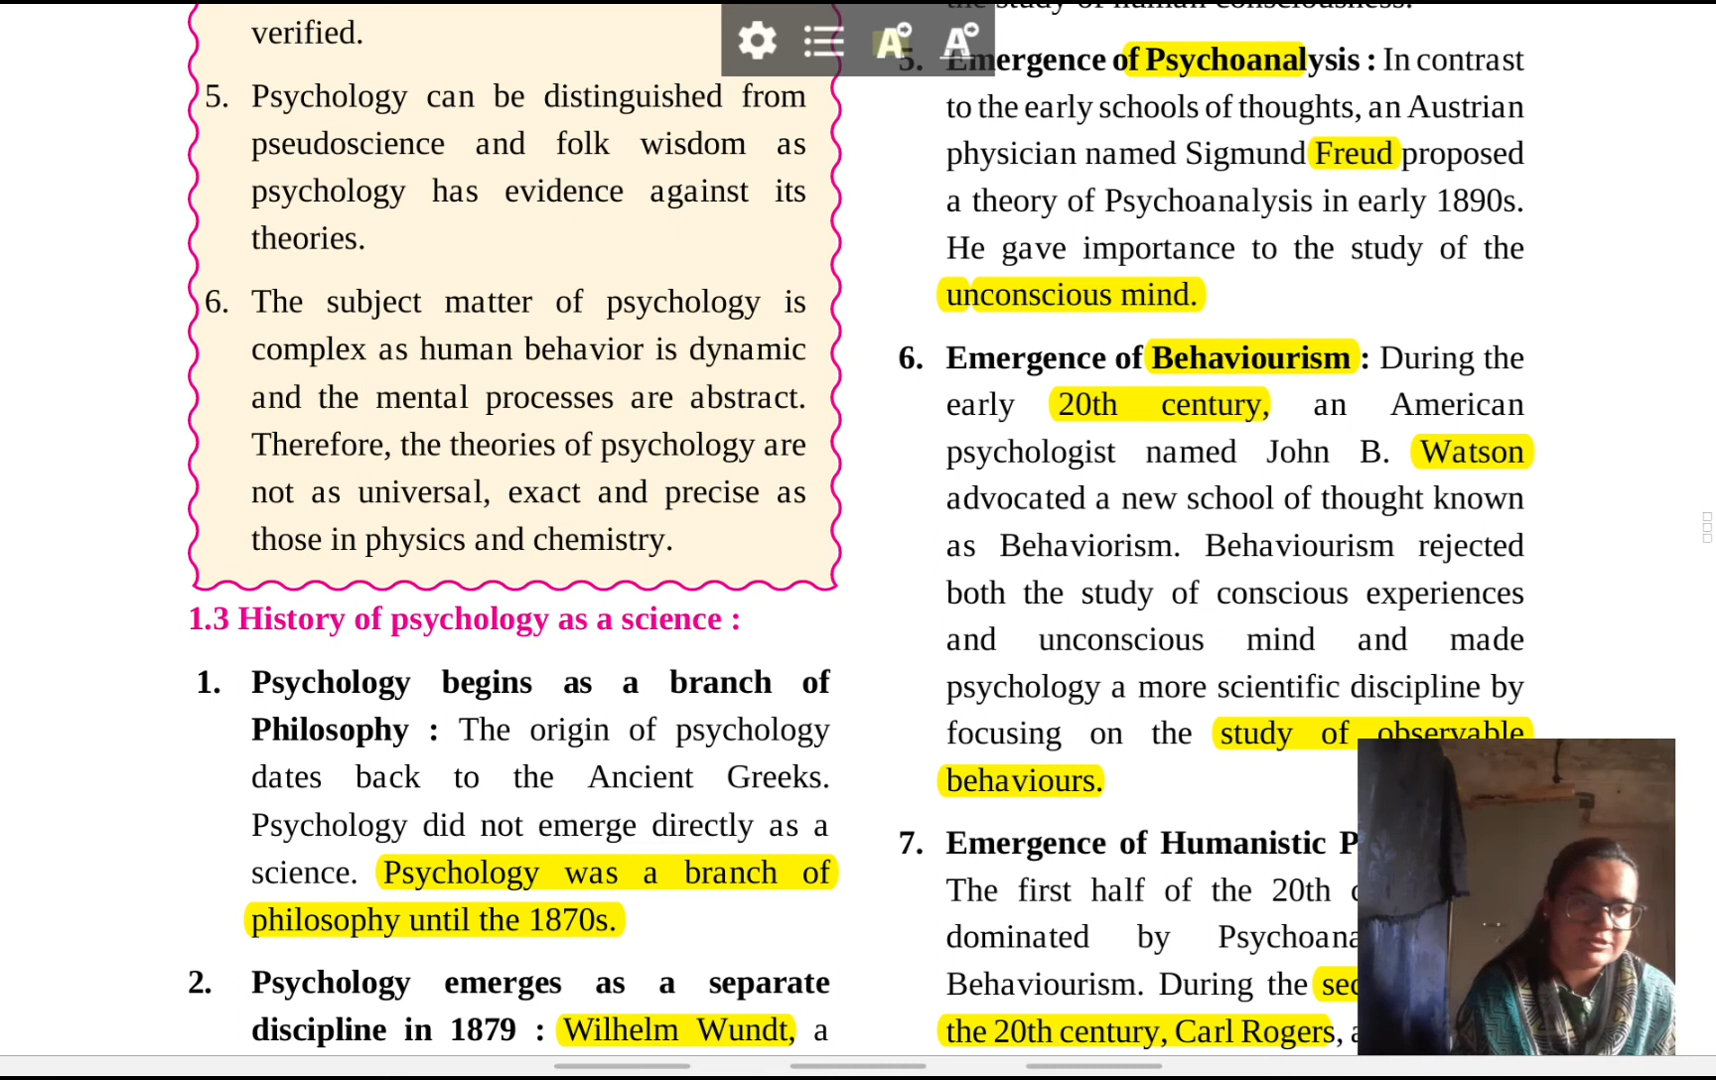 verified.
5. Psychology can be distinguished from
pseudoscience and folk wisdom as
psychology has evidence against its
theories.
6. The subject matter of psychology is
complex as human behavior is dynamic
and the mental processes are abstract.
Therefore, the theories of psychology are
not as universal, exact and precise as
those in physics and chemistry.
1.3 History of psychology as a science :
1. Psychology begins as a branch of
Philosophy : The origin of psychology
dates back to the Ancient Greeks.
Psychology did not emerge directly as a
science. Psychology was a branch of
philosophy until the 1870s.
2. Psychology emerges as a separate
discipline in 1879 : Wilhelm Wundt, a
the study of human consciousness.
5. Emergence of Psychoanalysis : In contrast
to the early schools of thoughts, an Austrian
physician named Sigmund Freud proposed
a theory of Psychoanalysis in early 1890s.
He gave importance to the study of the
unconscious mind.
6. Emergence of Behaviourism : During the
early 20th century, an American
psychologist named John B. Watson
advocated a new school of thought known
as Behaviorism. Behaviourism rejected
both the study of conscious experiences
and unconscious mind and made
psychology a more scientific discipline by
focusing on the study of observable
behaviours.
7. Emergence of Humanistic P
The first half of the 20th
dominated by Psychoana
Behaviourism. During the sec
the 20th century, Carl Rogers, a